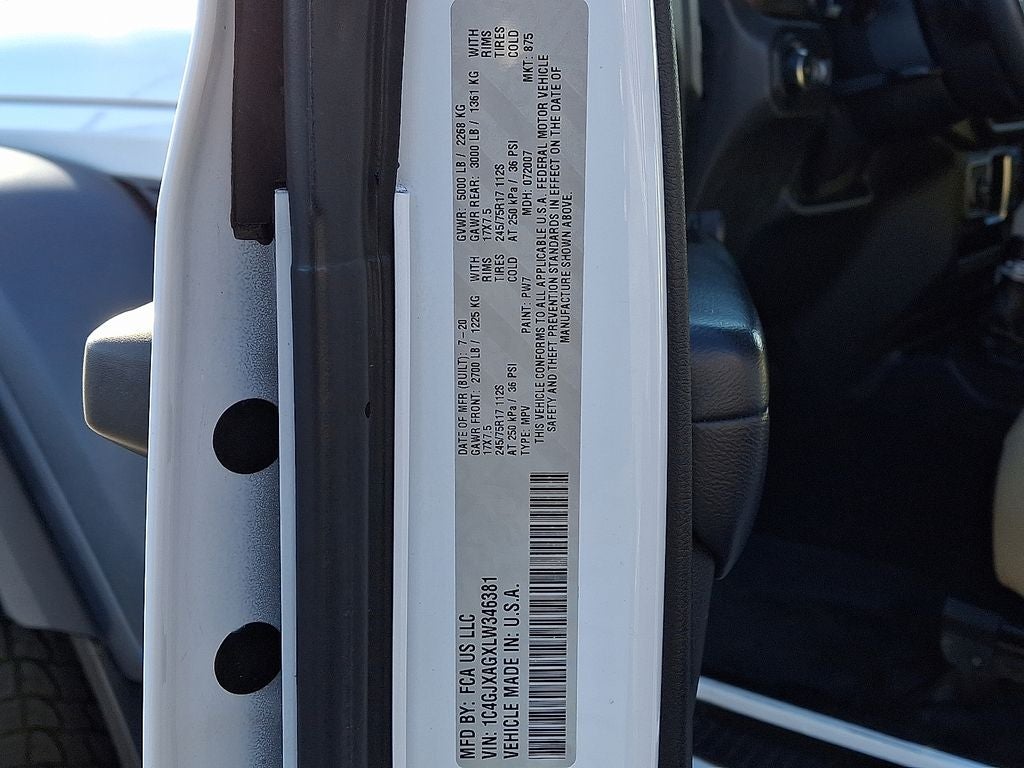 MFD BY: FCA US LLC
VIN: 1C4GJXAGXLW346381
VEHICLE MADE IN: U.S.A.
DATE OF MFR (BUILT): 7-20 GVWR: 5000 LB / 2268 KG
GAWR FRONT: 2700 LB / 1225 KG WITH GAWR REAR: 3000 LB / 1361 KG WITH
17X7.5 RIMS 17X7.5 RIMS
245/75R17 112S TIRES 245/75R17 112S TIRES
AT 250 kPa / 36 PSI COLD AT 250 kPa / 36 PSI COLD
TYPE: MPV PAINT: PW7 MDH: 072007 MKT: 875
THIS VEHICLE CONFORMS TO ALL APPLICABLE U.S.A. FEDERAL MOTOR VEHICLE
SAFETY AND THEFT PREVENTION STANDARDS IN EFFECT ON THE DATE OF
MANUFACTURE SHOWN ABOVE.